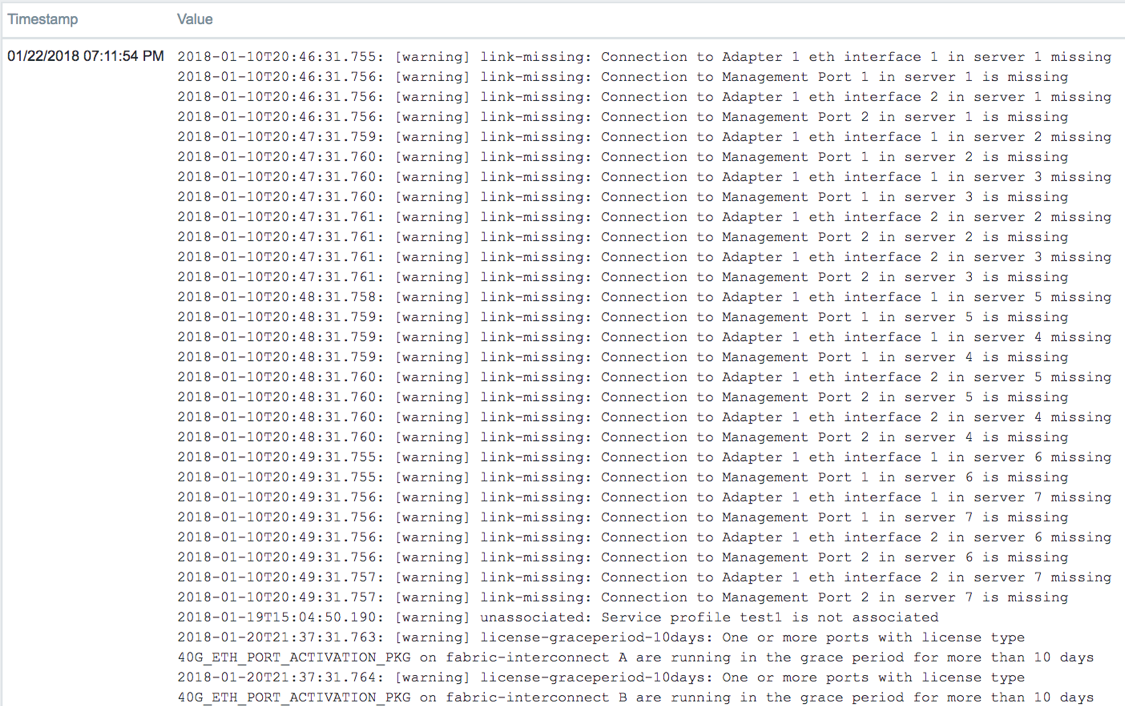 Timestamp Value
01/22/2018 07:11:54 PM 2018-01-10T20:46:31.755: [warning] link-missing: Connection to Adapter 1 eth interface 1 in server 1 missing
2018-01-10T20:46:31.756: [warning] link-missing: Connection to Management Port 1 in server 1 is missing
2018-01-10T20:46:31.756: [warning] link-missing: Connection to Adapter 1 eth interface 2 in server 1 missing
2018-01-10T20:46:31.756: [warning] link-missing: Connection to Management Port 2 in server 1 is missing
2018-01-10T20:47:31.759: [warning] link-missing: Connection to Adapter 1 eth interface 1 in server 2 missing
2018-01-10T20:47:31.760: [warning] link-missing: Connection to Management Port 1 in server 2 is missing
2018-01-10T20:47:31.760: [warning] link-missing: Connection to Adapter 1 eth interface 1 in server 3 missing
2018-01-10T20:47:31.760: [warning] link-missing: Connection to Management Port 1 in server 3 is missing
2018-01-10T20:47:31.761: [warning] link-missing: Connection to Adapter 1 eth interface 2 in server 2 missing
2018-01-10T20:47:31.761: [warning] link-missing: Connection to Management Port 2 in server 2 is missing
2018-01-10T20:47:31.761: [warning] link-missing: Connection to Adapter 1 eth interface 2 in server 3 missing
2018-01-10T20:47:31.761: [warning] link-missing: Connection to Management Port 2 in server 3 is missing
2018-01-10T20:48:31.758: [warning] link-missing: Connection to Adapter 1 eth interface 1 in server 5 missing
2018-01-10T20:48:31.759: [warning] link-missing: Connection to Management Port 1 in server 5 is missing
2018-01-10T20:48:31.759: [warning] link-missing: Connection to Adapter 1 eth interface 1 in server 4 missing
2018-01-10T20:48:31.759: [warning] link-missing: Connection to Management Port 1 in server 4 is missing
2018-01-10T20:48:31.760: [warning] link-missing: Connection to Adapter 1 eth interface 2 in server 5 missing
2018-01-10T20:48:31.760: [warning] link-missing: Connection to Management Port 2 in server 5 is missing
2018-01-10T20:48:31.760: [warning] link-missing: Connection to Adapter 1 eth interface 2 in server 4 missing
2018-01-10T20:48:31.760: [warning] link-missing: Connection to Management Port 2 in server 4 is missing
2018-01-10T20:49:31.755: [warning] link-missing: Connection to Adapter 1 eth interface 1 in server 6 missing
2018-01-10T20:49:31.755: [warning] link-missing: Connection to Management Port 1 in server 6 is missing
2018-01-10T20:49:31.756: [warning] link-missing: Connection to Adapter 1 eth interface 1 in server 7 missing
2018-01-10T20:49:31.756: [warning] link-missing: Connection to Management Port 1 in server 7 is missing
2018-01-10T20:49:31.756: [warning] link-missing: Connection to Adapter 1 eth interface 2 in server 6 missing
2018-01-10T20:49:31.756: [warning] link-missing: Connection to Management Port 2 in server 6 is missing
2018-01-10T20:49:31.757: [warning] link-missing: Connection to Adapter 1 eth interface 2 in server 7 missing
2018-01-10T20:49:31.757: [warning] link-missing: Connection to Management Port 2 in server 7 is missing
2018-01-19T15:04:50.190: [warning] unassociated: Service profile test1 is not associated
2018-01-20T21:37:31.763: [warning] license-graceperiod-10days: One or more ports with license type
40G_ETH_PORT_ACTIVATION_PKG on fabric-interconnect A are running in the grace period for more than 10 days
2018-01-20T21:37:31.764: [warning] license-graceperiod-10days: One or more ports with license type
40G_ETH_PORT_ACTIVATION_PKG on fabric-interconnect B are running in the grace period for more than 10 days